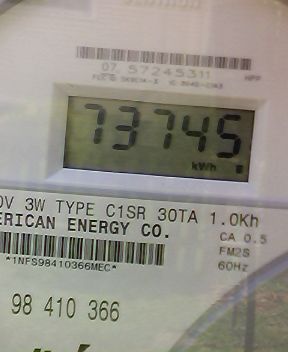 07 57245311
73745
kWh
0V 3W TYPE C1SR 30TA 1.0Kh
ERICAN ENERGY CO.
CA 0.5
FM2S
*1NFS98410366MEC*
60Hz
98 410 366